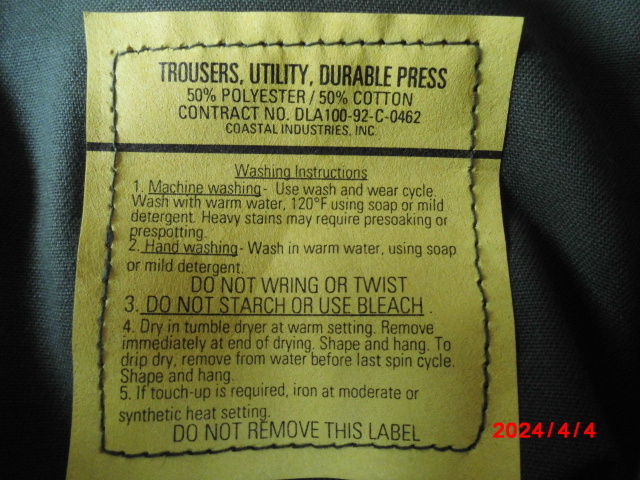 TROUSERS, UTILITY, DURABLE PRESS
50% POLYESTER / 50% COTTON
CONTRACT NO. DLA100-92-C-0462
COASTAL INDUSTRIES, INC.
Washing Instructions
1. Machine washing - Use wash and wear cycle.
Wash with warm water, 120°F using soap or mild
detergent. Heavy stains may require presoaking or
prespotting.
2. Hand washing - Wash in warm water, using soap
or mild detergent.
DO NOT WRING OR TWIST
3. DO NOT STARCH OR USE BLEACH .
4. Dry in tumble dryer at warm setting. Remove
immediately at end of drying. Shape and hang. To
drip dry, remove from water before last spin cycle.
Shape and hang.
5. If touch-up is required, iron at moderate or
synthetic heat setting.
DO NOT REMOVE THIS LABEL
2024/4/4